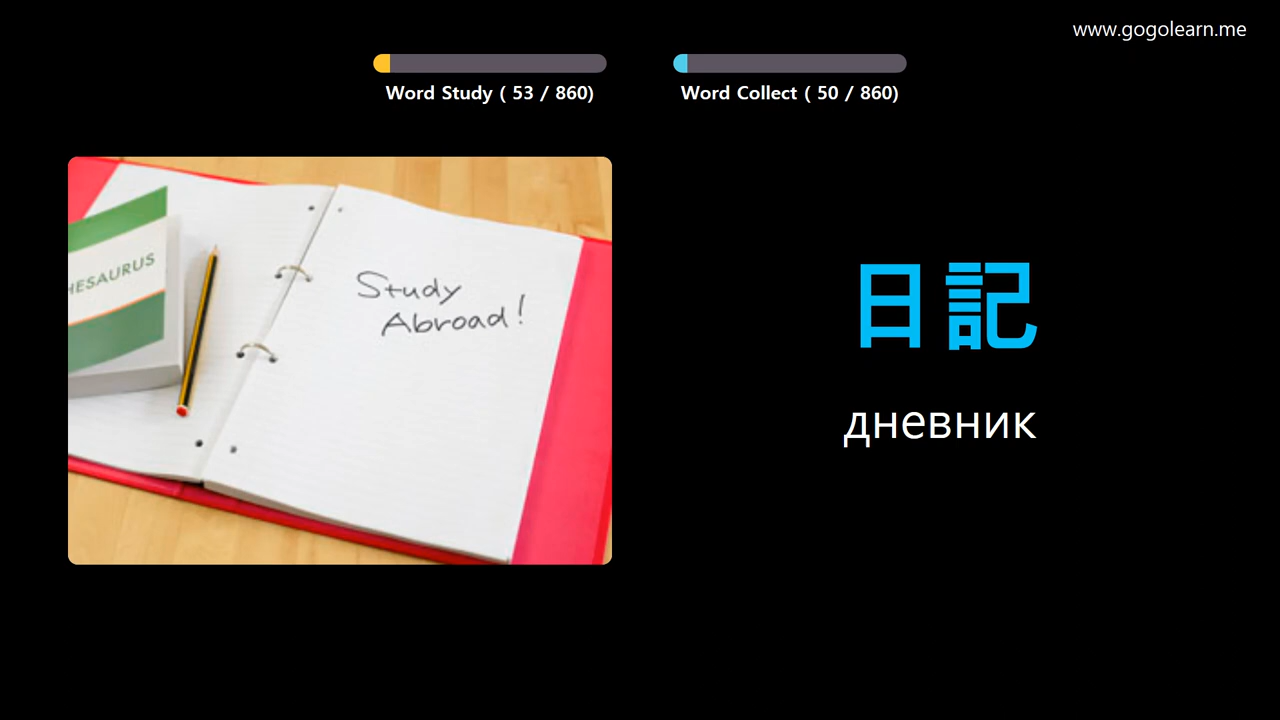 www.gogolearn.me
Word Study ( 53 / 860)
Word Collect ( 50 / 860)
HESAURUS
Study
Abroad!
日記
дневник